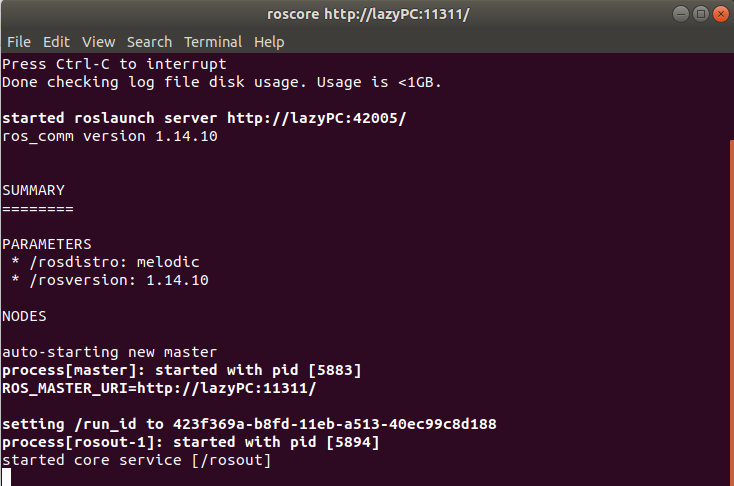 roscore http://lazyPC:11311/
File Edit View Search Terminal Help
Press Ctrl-C to interrupt
Done checking log file disk usage. Usage is <1GB.
started roslaunch server http://lazyPC:42005/
ros_comm version 1.14.10
SUMMARY
========
PARAMETERS
* /rosdistro: melodic
* /rosversion: 1.14.10
NODES
auto-starting new master
process[master]: started with pid [5883]
ROS_MASTER_URI=http://lazyPC:11311/
setting /run_id to 423f369a-b8fd-11eb-a513-40ec99c8d188
process[rosout-1]: started with pid [5894]
started core service [/rosout]